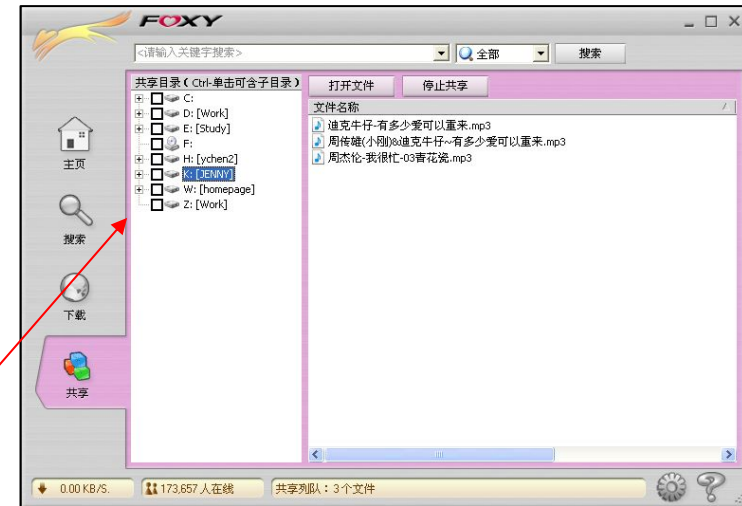 FOXY
<请输入关键字搜索>
全部
搜索
共享目录 ( Ctrl-单击可含子目录 )
打开文件
停止共享
C:
D: [Work]
E: [Study]
F:
H: [ychen2]
K: [JENNY]
W: [homepage]
Z: [Work]
文件名称
迪克牛仔-有多少爱可以重来.mp3
周传雄(小刚)&迪克牛仔~有多少爱可以重来.mp3
周杰伦-我很忙-03青花瓷.mp3
主页
搜索
下载
共享
0.00 KB/S.
173,657 人在线
共享列队：3个文件